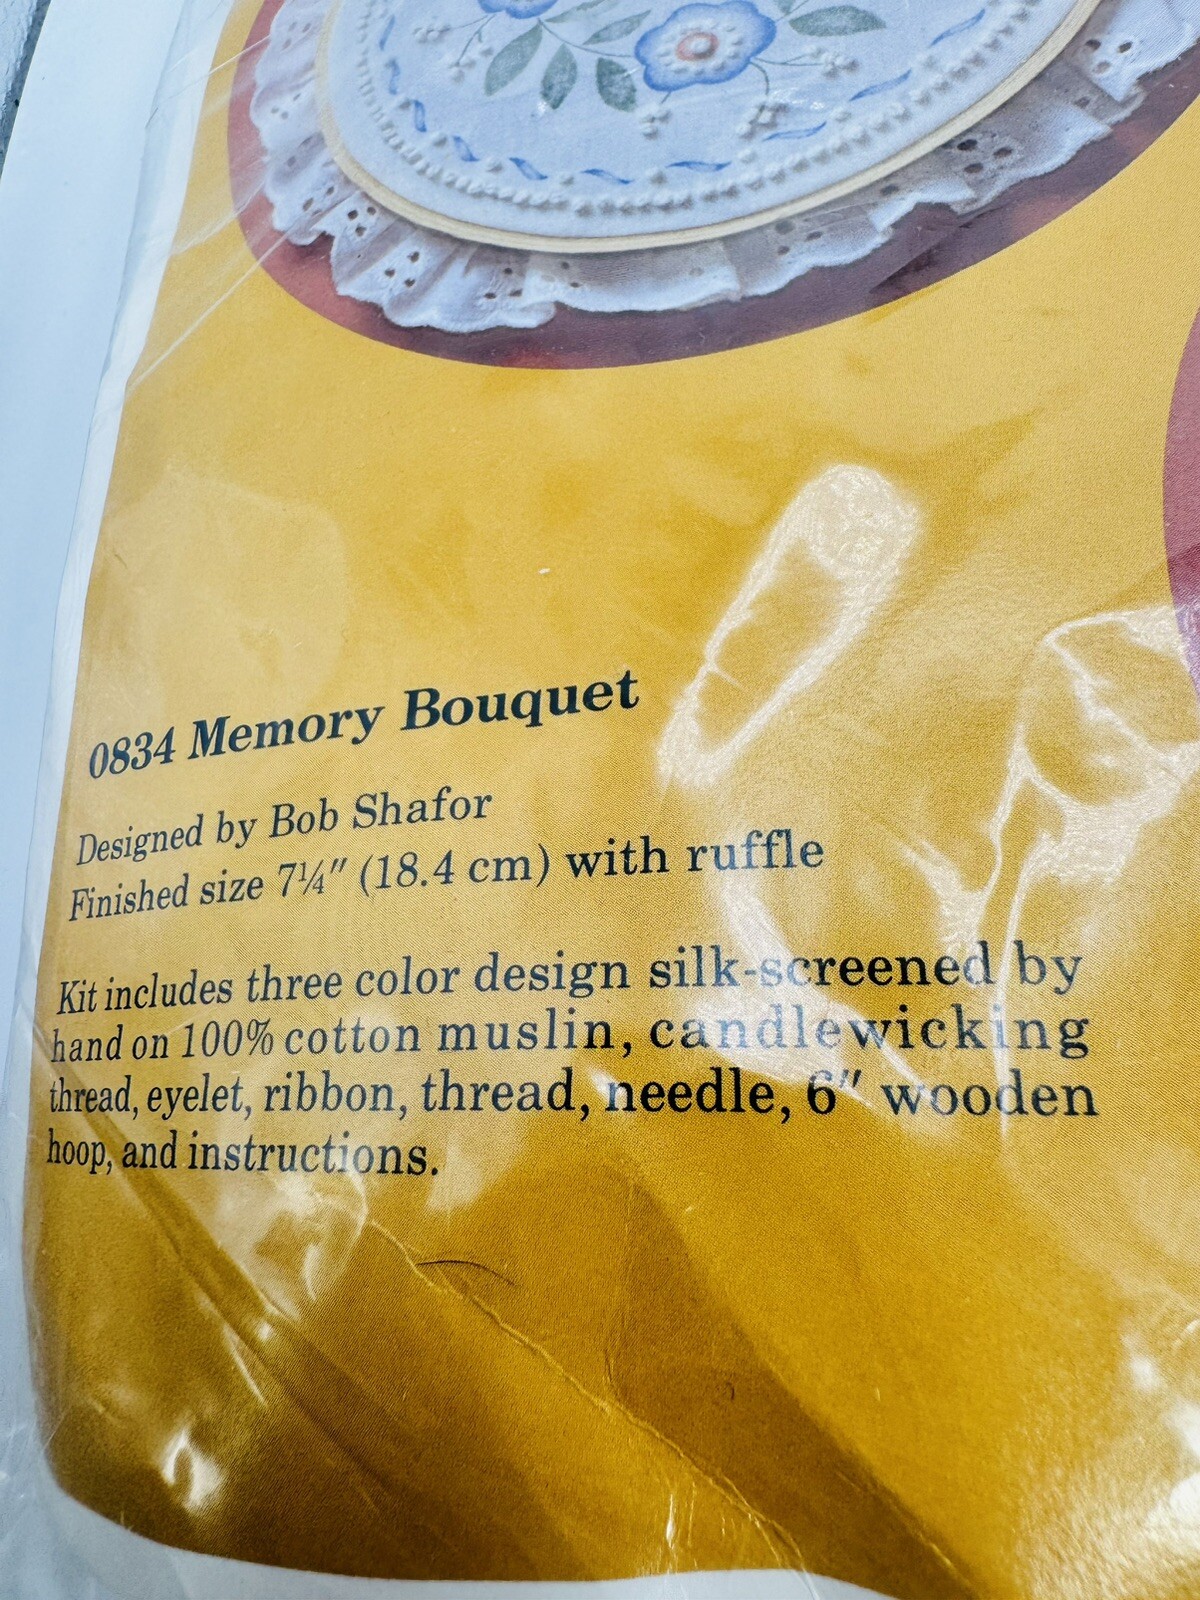 0834 Memory Bouquet
Designed by Bob Shafor
Finished size 7¼" (18.4 cm) with ruffle
Kit includes three color design silk-screened by
hand on 100% cotton muslin, candlewicking
thread, eyelet, ribbon, thread, needle, 6" wooden
hoop, and instructions.